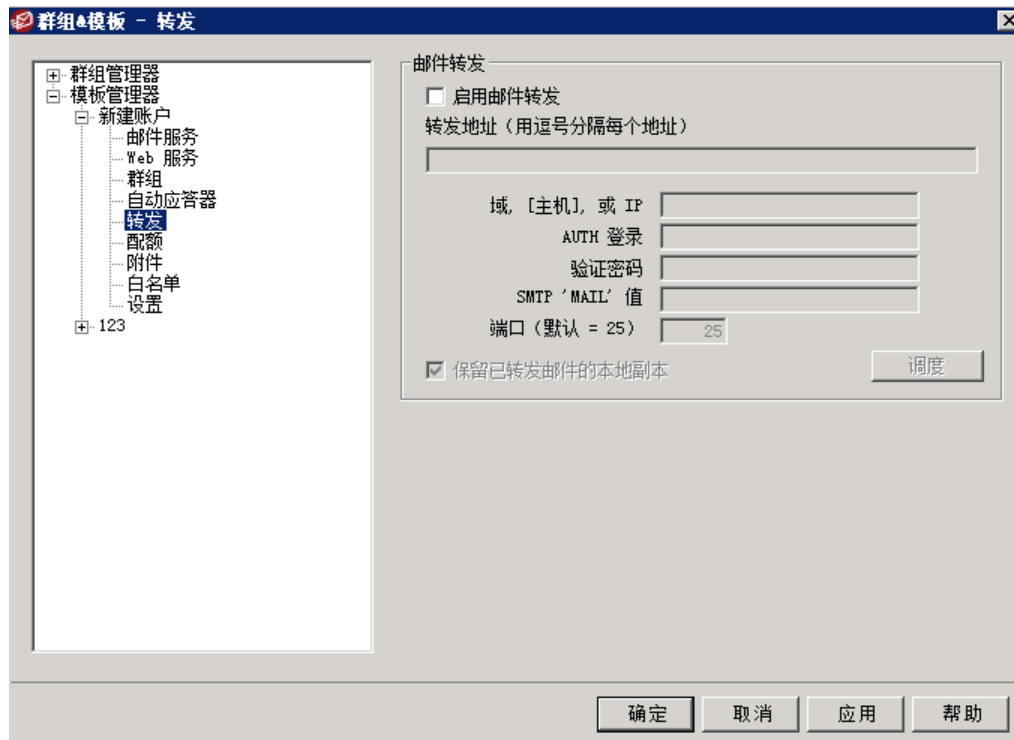 群组&模板 - 转发
群组管理器
模板管理器
新建账户
邮件服务
Web 服务
群组
自动应答器
转发
配额
附件
白名单
设置
123
邮件转发
启用邮件转发
转发地址（用逗号分隔每个地址）
域, [主机], 或 IP
AUTH 登录
验证密码
SMTP 'MAIL' 值
端口（默认 = 25） 25
保留已转发邮件的本地副本
调度
确定 取消 应用 帮助